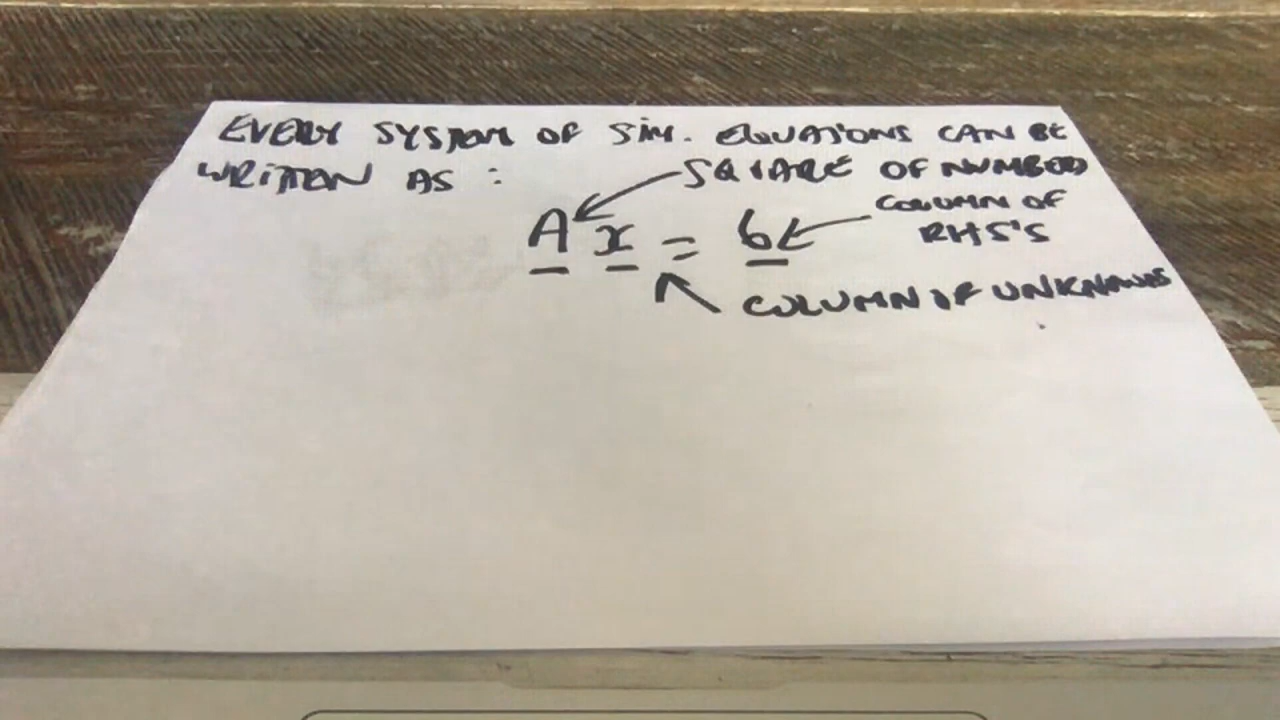 EVERY SYSTEM OF SIM. EQUATIONS CAN BE
WRITTEN AS : SQUARE OF NUMBERS
A x = b COLUMN OF
RHS'S
COLUMN OF UNKNOWNS